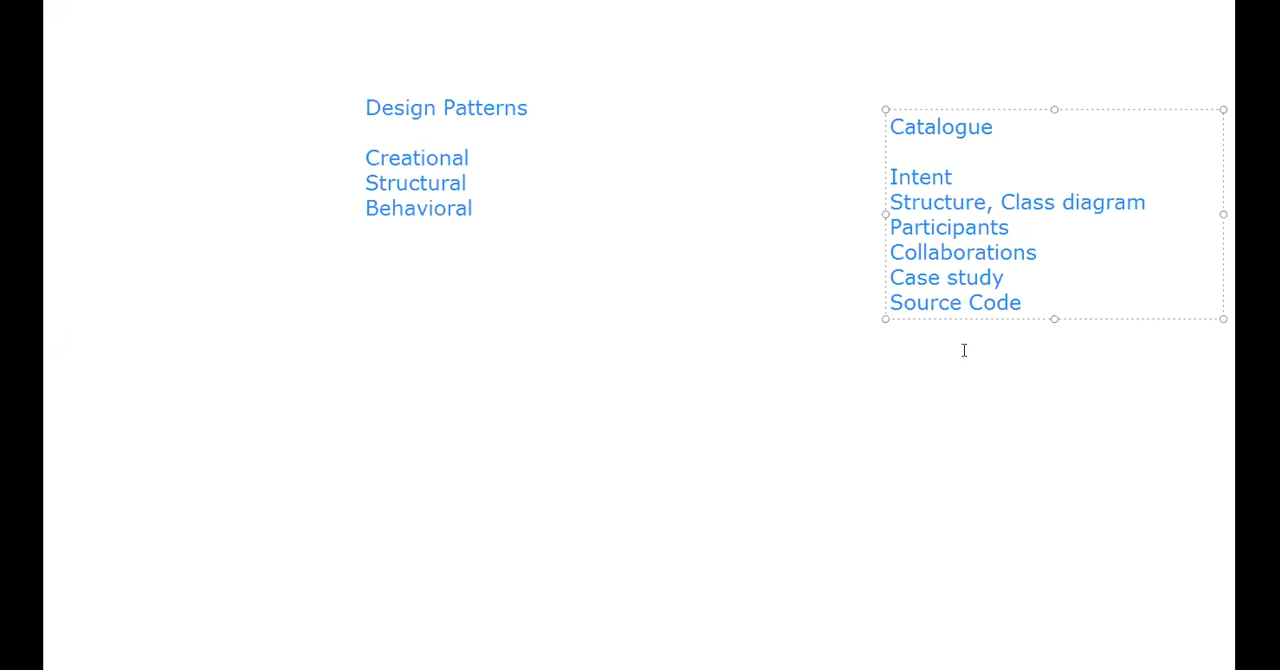 Design Patterns
Creational
Structural
Behavioral
Catalogue
Intent
Structure, Class diagram
Participants
Collaborations
Case study
Source Code